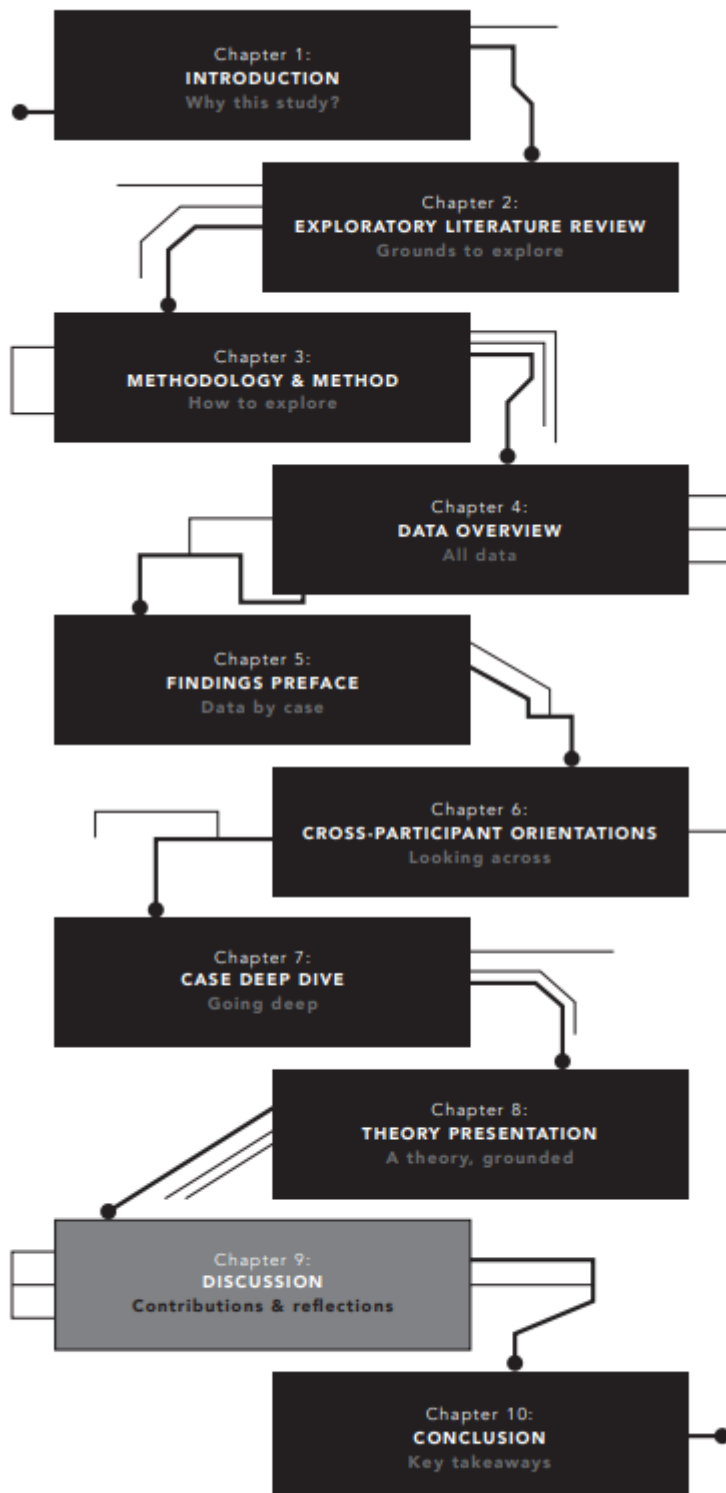 Chapter 1:
INTRODUCTION
Why this study?
Chapter 2:
EXPLORATORY LITERATURE REVIEW
Grounds to explore
Chapter 3:
METHODOLOGY & METHOD
How to explore
Chapter 4:
DATA OVERVIEW
All data
Chapter 5:
FINDINGS PREFACE
Data by case
Chapter 6:
CROSS-PARTICIPANT ORIENTATIONS
Looking across
Chapter 7:
CASE DEEP DIVE
Going deep
Chapter 8:
THEORY PRESENTATION
A theory, grounded
Chapter 9:
DISCUSSION
Contributions & reflections
Chapter 10:
CONCLUSION
Key takeaways